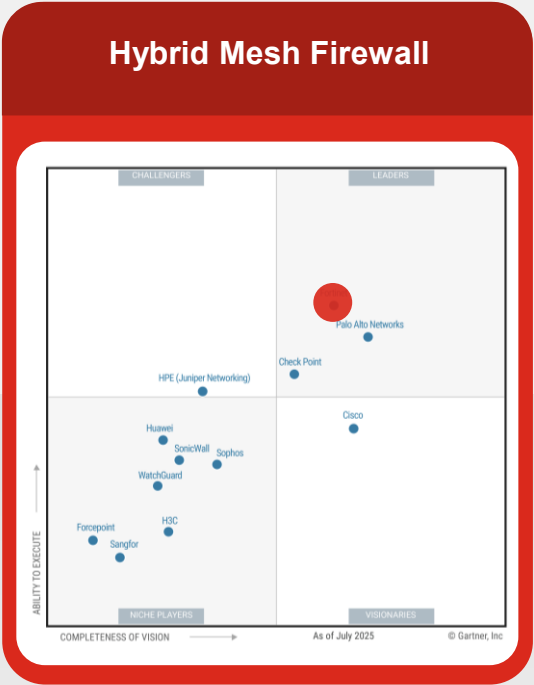 Hybrid Mesh Firewall
CHALLENGERS
LEADERS
Palo Alto Networks
Check Point
HPE (Juniper Networking)
Cisco
Huawei
SonicWall
Sophos
WatchGuard
H3C
Forcepoint
Sangfor
ABILITY TO EXECUTE
NICHE PLAYERS
VISIONARIES
COMPLETENESS OF VISION
As of July 2025
© Gartner, Inc